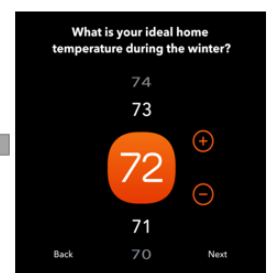 What is your ideal home
temperature during the winter?
74
73
72
+
−
71
Back 70 Next